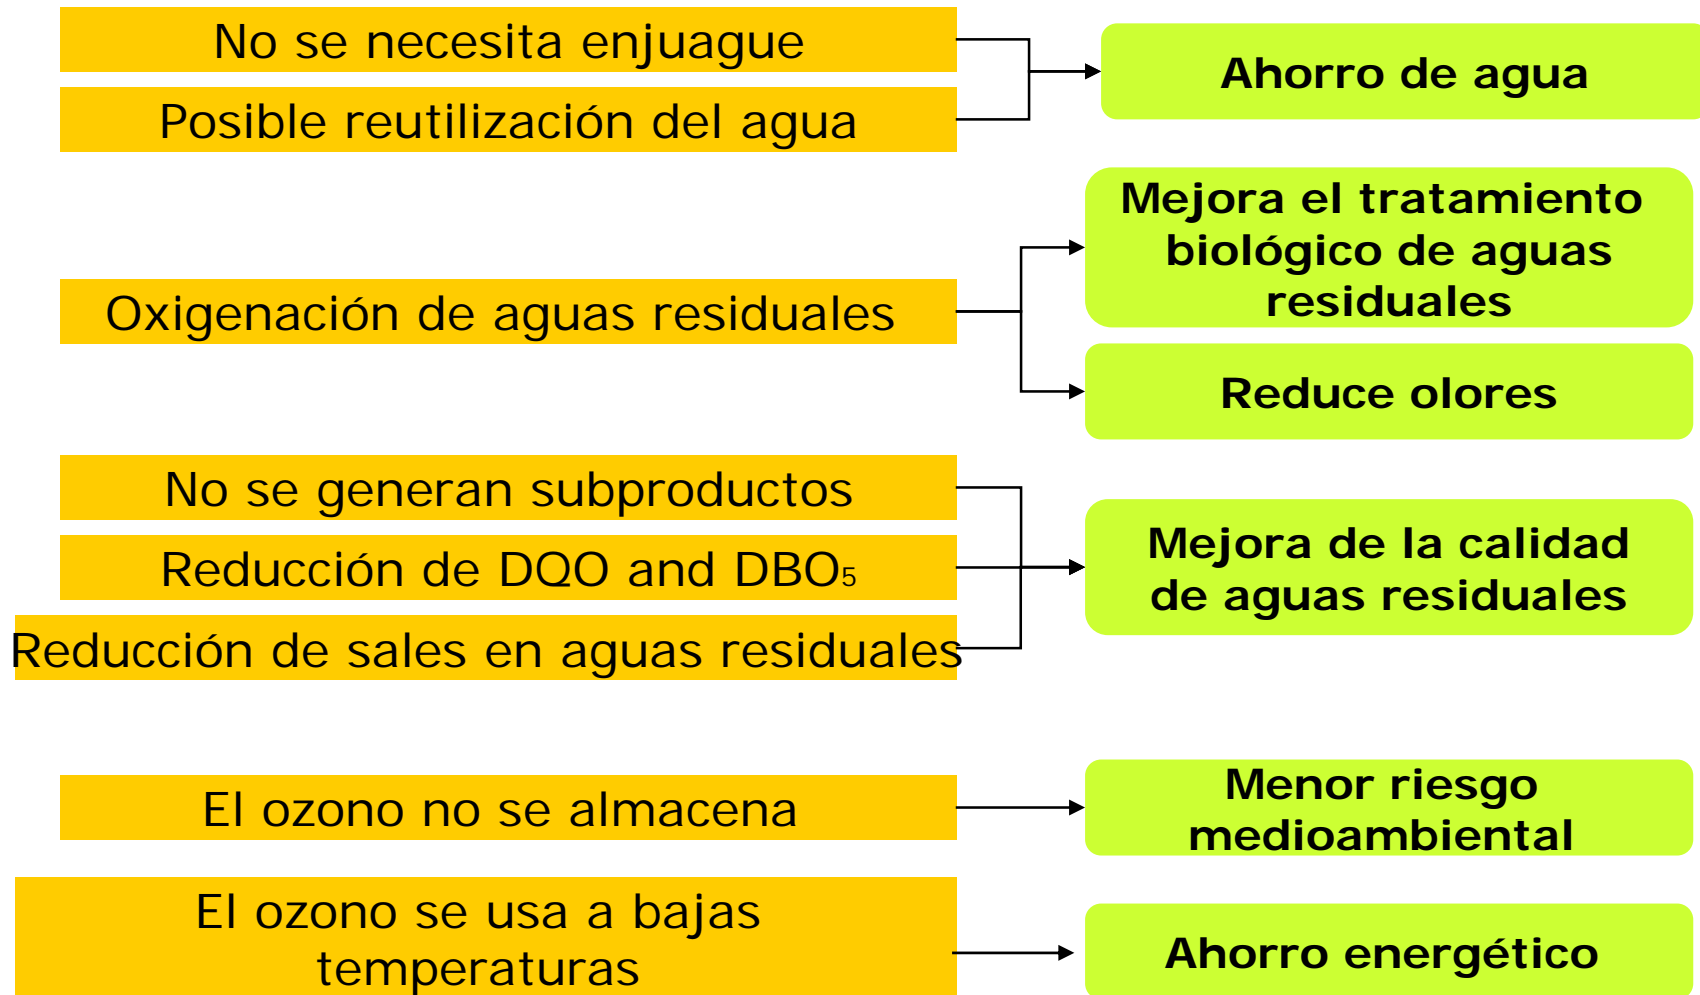 No se necesita enjuague
Posible reutilización del agua
Ahorro de agua
Oxigenación de aguas residuales
Mejora el tratamiento
biológico de aguas
residuales
Reduce olores
No se generan subproductos
Reducción de DQO and DBO₅
Reducción de sales en aguas residuales
Mejora de la calidad
de aguas residuales
El ozono no se almacena
Menor riesgo
medioambiental
El ozono se usa a bajas
temperaturas
Ahorro energético